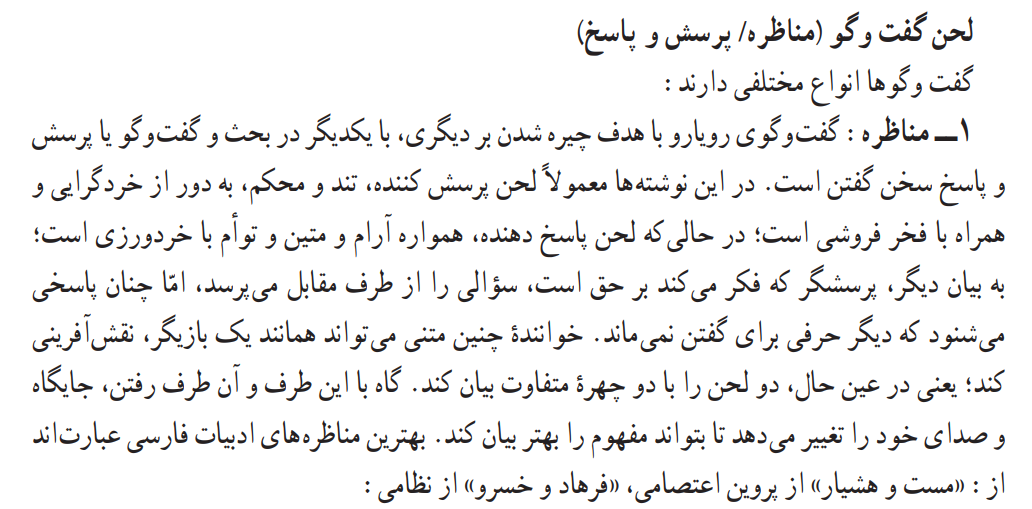 لحن گفت وگو (مناظره/ پرسش و پاسخ)
گفت وگوها انواع مختلفی دارند :
۱ــ مناظره : گفت‌وگوی رویارو با هدف چیره شدن بر دیگری، با یکدیگر در بحث و گفت‌وگو یا پرسش
و پاسخ سخن گفتن است. در این نوشته‌ها معمولاً لحن پرسش کننده، تند و محکم، به دور از خردگرایی و
همراه با فخر فروشی است؛ در حالی‌که لحن پاسخ دهنده، همواره آرام و متین و توأم با خردورزی است؛
به بیان دیگر، پرسشگر که فکر می‌کند بر حق است، سؤالی را از طرف مقابل می‌پرسد، امّا چنان پاسخی
می‌شنود که دیگر حرفی برای گفتن نمی‌ماند. خوانندهٔ چنین متنی می‌تواند همانند یک بازیگر، نقش‌آفرینی
کند؛ یعنی در عین حال، دو لحن را با دو چهرهٔ متفاوت بیان کند. گاه با این طرف و آن طرف رفتن، جایگاه
و صدای خود را تغییر می‌دهد تا بتواند مفهوم را بهتر بیان کند. بهترین مناظره‌های ادبیات فارسی عبارت‌اند
از : «مست و هشیار» از پروین اعتصامی، «فرهاد و خسرو» از نظامی :